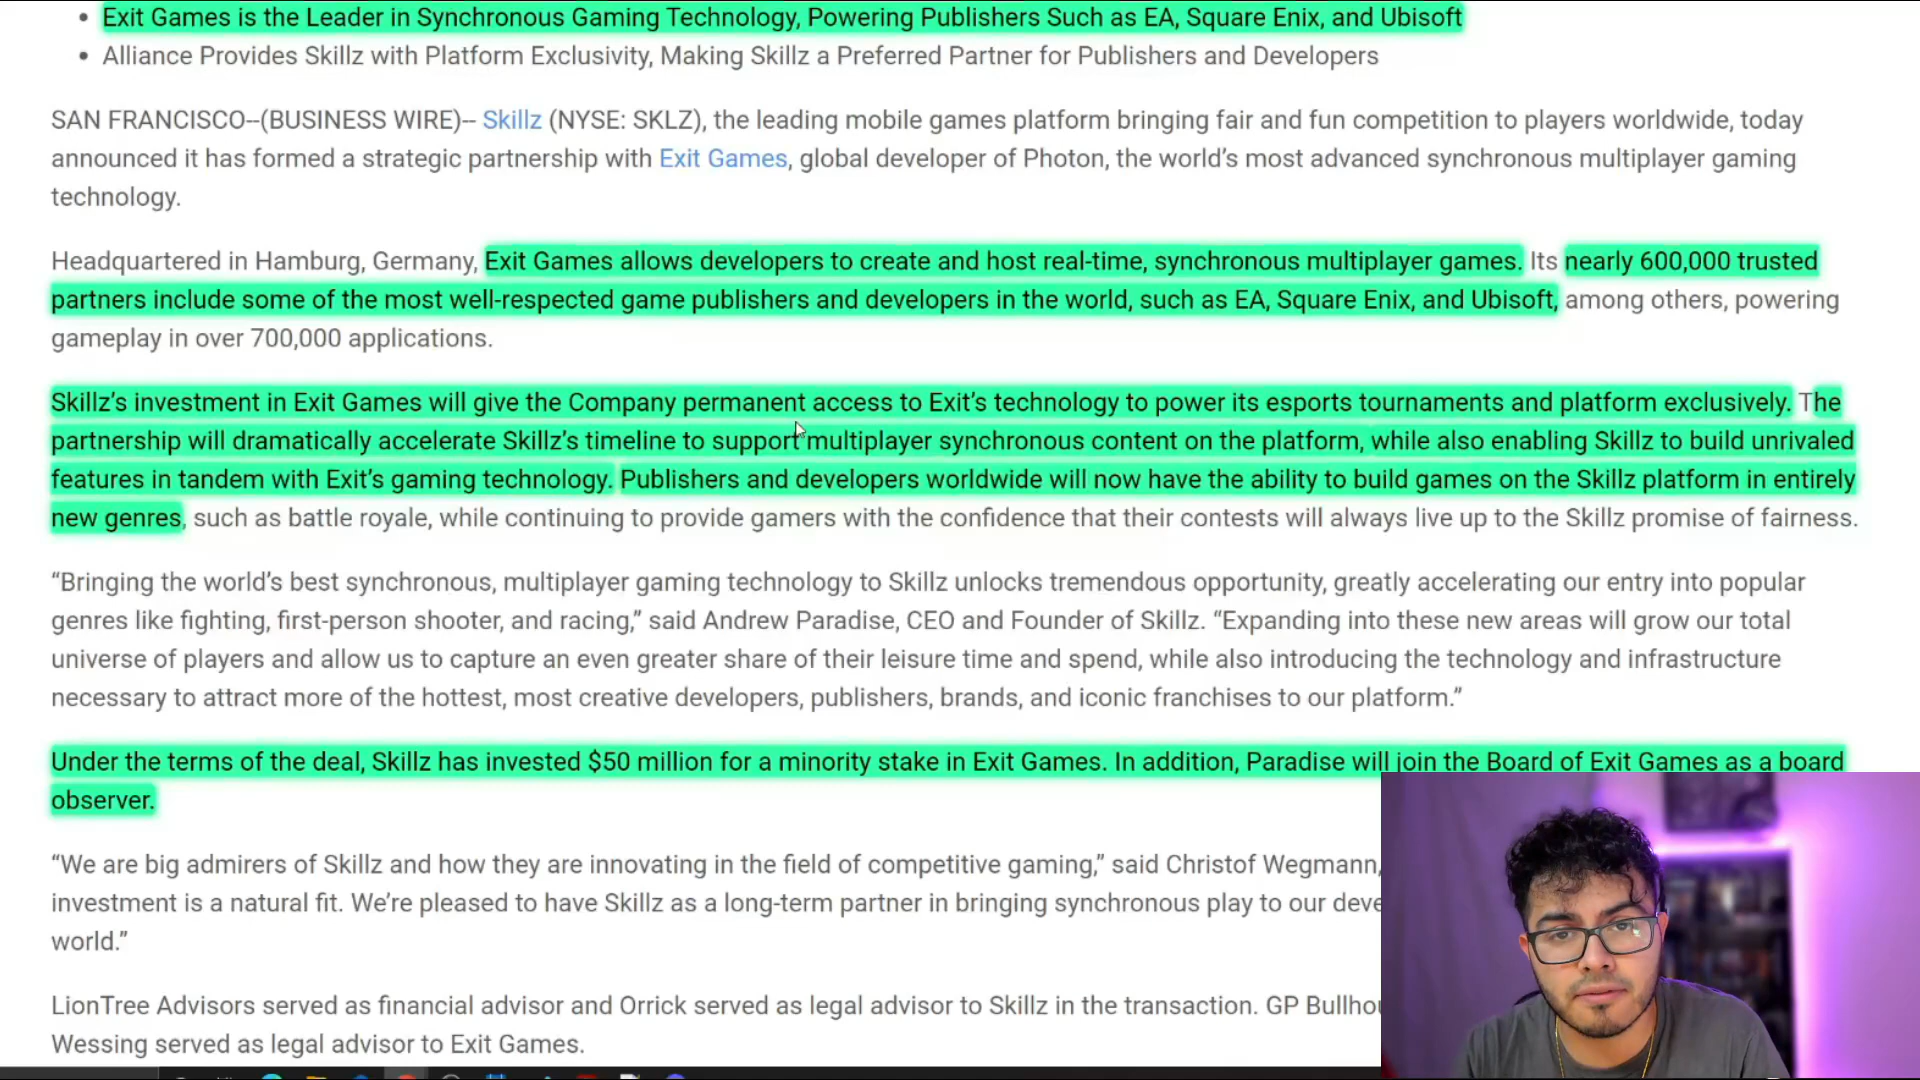 Exit Games is the Leader in Synchronous Gaming Technology, Powering Publishers Such as EA, Square Enix, and Ubisoft
Alliance Provides Skillz with Platform Exclusivity, Making Skillz a Preferred Partner for Publishers and Developers
SAN FRANCISCO--(BUSINESS WIRE)-- Skillz (NYSE: SKLZ), the leading mobile games platform bringing fair and fun competition to players worldwide, today
announced it has formed a strategic partnership with Exit Games, global developer of Photon, the world’s most advanced synchronous multiplayer gaming
technology.
Headquartered in Hamburg, Germany, Exit Games allows developers to create and host real-time, synchronous multiplayer games. Its nearly 600,000 trusted
partners include some of the most well-respected game publishers and developers in the world, such as EA, Square Enix, and Ubisoft, among others, powering
gameplay in over 700,000 applications.
Skillz’s investment in Exit Games will give the Company permanent access to Exit’s technology to power its esports tournaments and platform exclusively. The
partnership will dramatically accelerate Skillz’s timeline to support multiplayer synchronous content on the platform, while also enabling Skillz to build unrivaled
features in tandem with Exit’s gaming technology. Publishers and developers worldwide will now have the ability to build games on the Skillz platform in entirely
new genres, such as battle royale, while continuing to provide gamers with the confidence that their contests will always live up to the Skillz promise of fairness.
“Bringing the world’s best synchronous, multiplayer gaming technology to Skillz unlocks tremendous opportunity, greatly accelerating our entry into popular
genres like fighting, first-person shooter, and racing,” said Andrew Paradise, CEO and Founder of Skillz. “Expanding into these new areas will grow our total
universe of players and allow us to capture an even greater share of their leisure time and spend, while also introducing the technology and infrastructure
necessary to attract more of the hottest, most creative developers, publishers, brands, and iconic franchises to our platform.”
Under the terms of the deal, Skillz has invested $50 million for a minority stake in Exit Games. In addition, Paradise will join the Board of Exit Games as a board
observer.
“We are big admirers of Skillz and how they are innovating in the field of competitive gaming,” said Christof Wegmann,
investment is a natural fit. We’re pleased to have Skillz as a long-term partner in bringing synchronous play to our
world.”
LionTree Advisors served as financial advisor and Orrick served as legal advisor to Skillz in the transaction. GP
Wessing served as legal advisor to Exit Games.